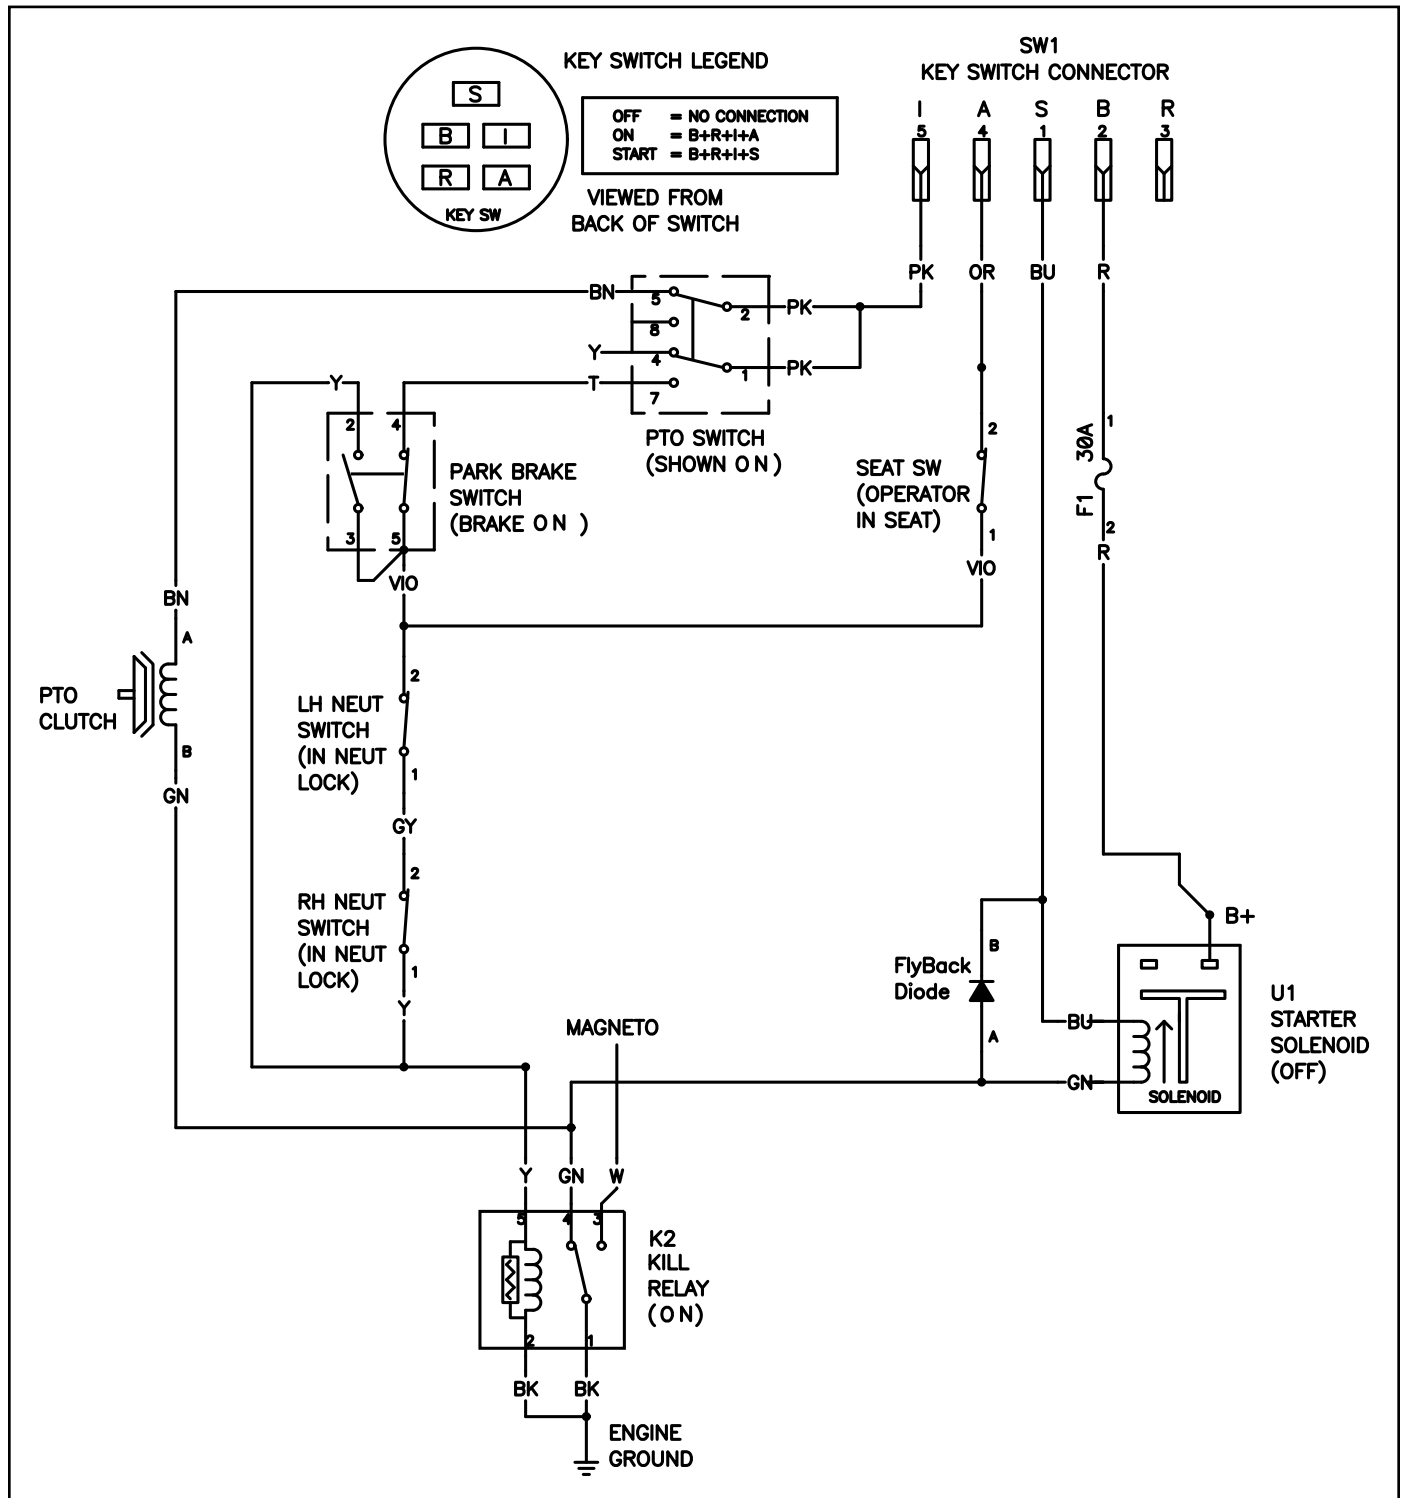 KEY SWITCH LEGEND
S
B I
R A
KEY SW
OFF = NO CONNECTION
ON = B+R+I+A
START = B+R+I+S
VIEWED FROM
BACK OF SWITCH
SW1
KEY SWITCH CONNECTOR
I A S B R
5 4 1 2 3
PK OR BU R
BN 5 2 PK
8
Y 4 1 PK
T 7
PTO SWITCH
(SHOWN ON)
Y
2 4
3 5
PARK BRAKE
SWITCH
(BRAKE ON )
VIO
2
SEAT SW
(OPERATOR
IN SEAT)
1
VIO
1
30A
F1
2
R
BN
A
PTO
CLUTCH
B
GN
2
LH NEUT
SWITCH
(IN NEUT
LOCK)
1
GY
2
RH NEUT
SWITCH
(IN NEUT
LOCK)
1
Y
B+
B
FlyBack
Diode
A
BU
GN
SOLENOID
U1
STARTER
SOLENOID
(OFF)
MAGNETO
Y GN W
5 4 3
2 1
K2
KILL
RELAY
(ON)
BK BK
ENGINE
GROUND